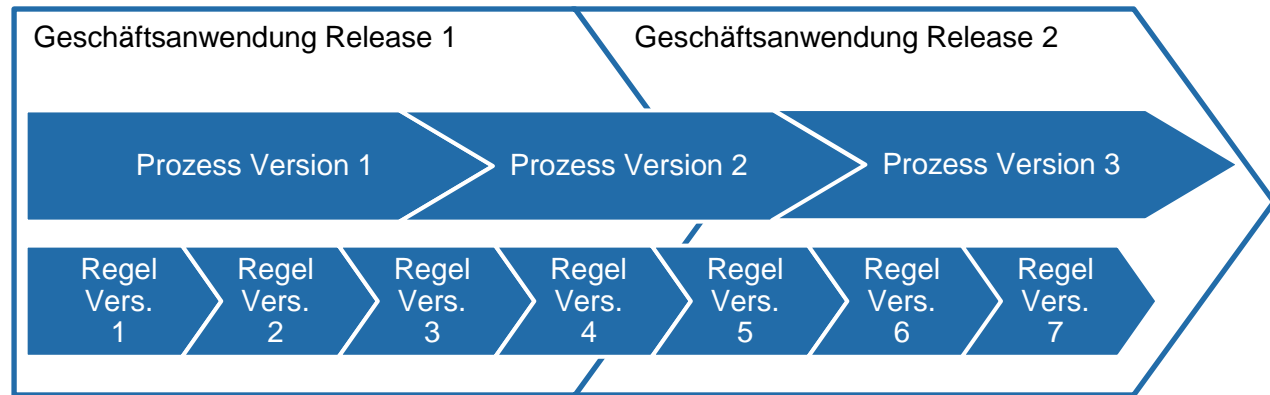 Geschäftsanwendung Release 1
Geschäftsanwendung Release 2
Prozess Version 1
Prozess Version 2
Prozess Version 3
Regel
Vers.
1
Regel
Vers.
2
Regel
Vers.
3
Regel
Vers.
4
Regel
Vers.
5
Regel
Vers.
6
Regel
Vers.
7